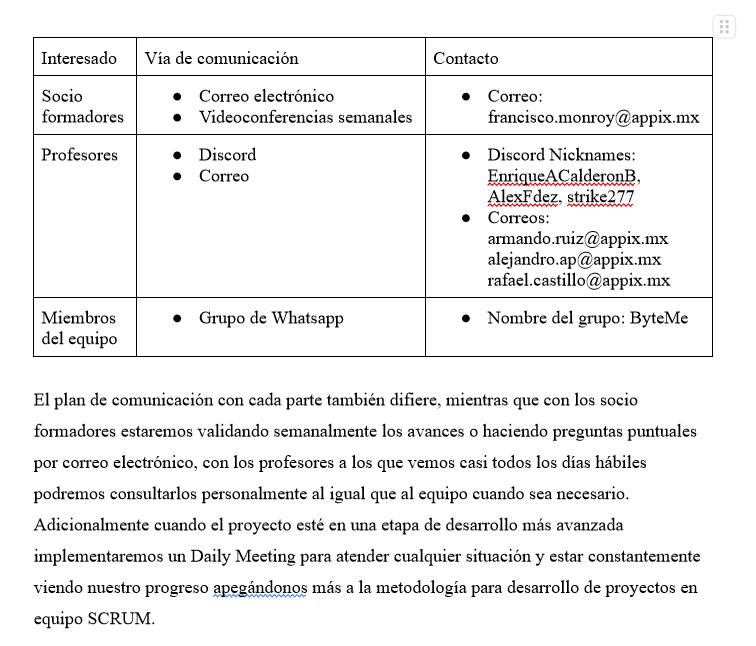 Interesado Vía de comunicación Contacto
Socio
formadores
● Correo electrónico
● Videoconferencias semanales
● Correo:
francisco.monroy@appix.mx
Profesores
● Discord
● Correo
● Discord Nicknames:
EnriqueACalderonB,
AlexFdez, strike277
● Correos:
armando.ruiz@appix.mx
alejandro.ap@appix.mx
rafael.castillo@appix.mx
Miembros
del equipo
● Grupo de Whatsapp
● Nombre del grupo: ByteMe
El plan de comunicación con cada parte también difiere, mientras que con los socio
formadores estaremos validando semanalmente los avances o haciendo preguntas puntuales
por correo electrónico, con los profesores a los que vemos casi todos los días hábiles
podremos consultarlos personalmente al igual que al equipo cuando sea necesario.
Adicionalmente cuando el proyecto esté en una etapa de desarrollo más avanzada
implementaremos un Daily Meeting para atender cualquier situación y estar constantemente
viendo nuestro progreso apegándonos más a la metodología para desarrollo de proyectos en
equipo SCRUM.